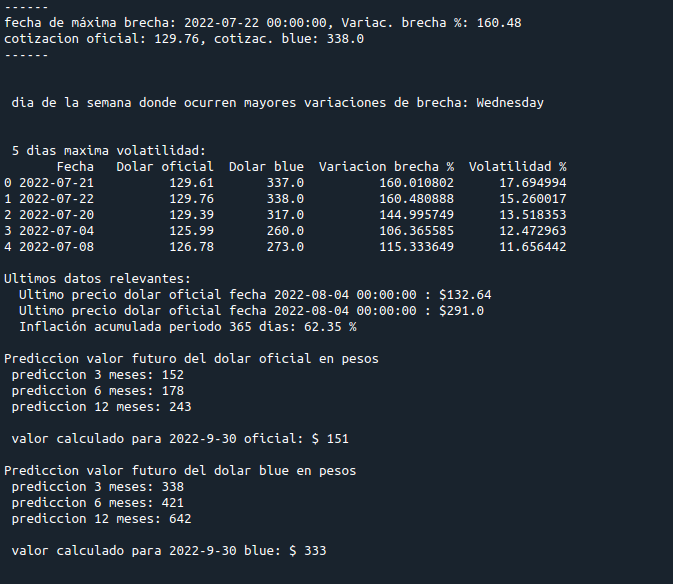 ------
fecha de máxima brecha: 2022-07-22 00:00:00, Variac. brecha %: 160.48
cotizacion oficial: 129.76, cotizac. blue: 338.0
------
dia de la semana donde ocurren mayores variaciones de brecha: Wednesday
5 dias maxima volatilidad:
Fecha Dolar oficial Dolar blue Variacion brecha % Volatilidad %
0 2022-07-21 129.61 337.0 160.010802 17.694994
1 2022-07-22 129.76 338.0 160.480888 15.260017
2 2022-07-20 129.39 317.0 144.995749 13.518353
3 2022-07-04 125.99 260.0 106.365585 12.472963
4 2022-07-08 126.78 273.0 115.333649 11.656442
Ultimos datos relevantes:
Ultimo precio dolar oficial fecha 2022-08-04 00:00:00 : $132.64
Ultimo precio dolar oficial fecha 2022-08-04 00:00:00 : $291.0
Inflación acumulada periodo 365 dias: 62.35 %
Prediccion valor futuro del dolar oficial en pesos
prediccion 3 meses: 152
prediccion 6 meses: 178
prediccion 12 meses: 243
valor calculado para 2022-9-30 oficial: $ 151
Prediccion valor futuro del dolar blue en pesos
prediccion 3 meses: 338
prediccion 6 meses: 421
prediccion 12 meses: 642
valor calculado para 2022-9-30 blue: $ 333